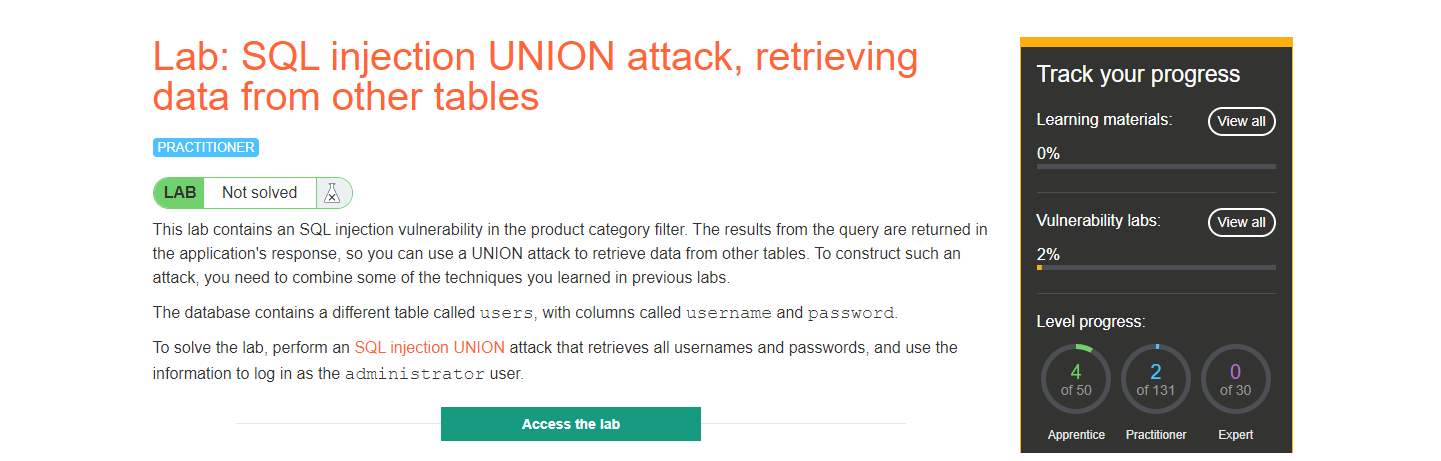 Lab: SQL injection UNION attack, retrieving
data from other tables
PRACTITIONER
LAB Not solved
This lab contains an SQL injection vulnerability in the product category filter. The results from the query are returned in
the application's response, so you can use a UNION attack to retrieve data from other tables. To construct such an
attack, you need to combine some of the techniques you learned in previous labs.
The database contains a different table called users, with columns called username and password.
To solve the lab, perform an SQL injection UNION attack that retrieves all usernames and passwords, and use the
information to log in as the administrator user.
Access the lab
Track your progress
Learning materials: View all
0%
Vulnerability labs: View all
2%
Level progress:
4 2 0
of 50 of 131 of 30
Apprentice Practitioner Expert